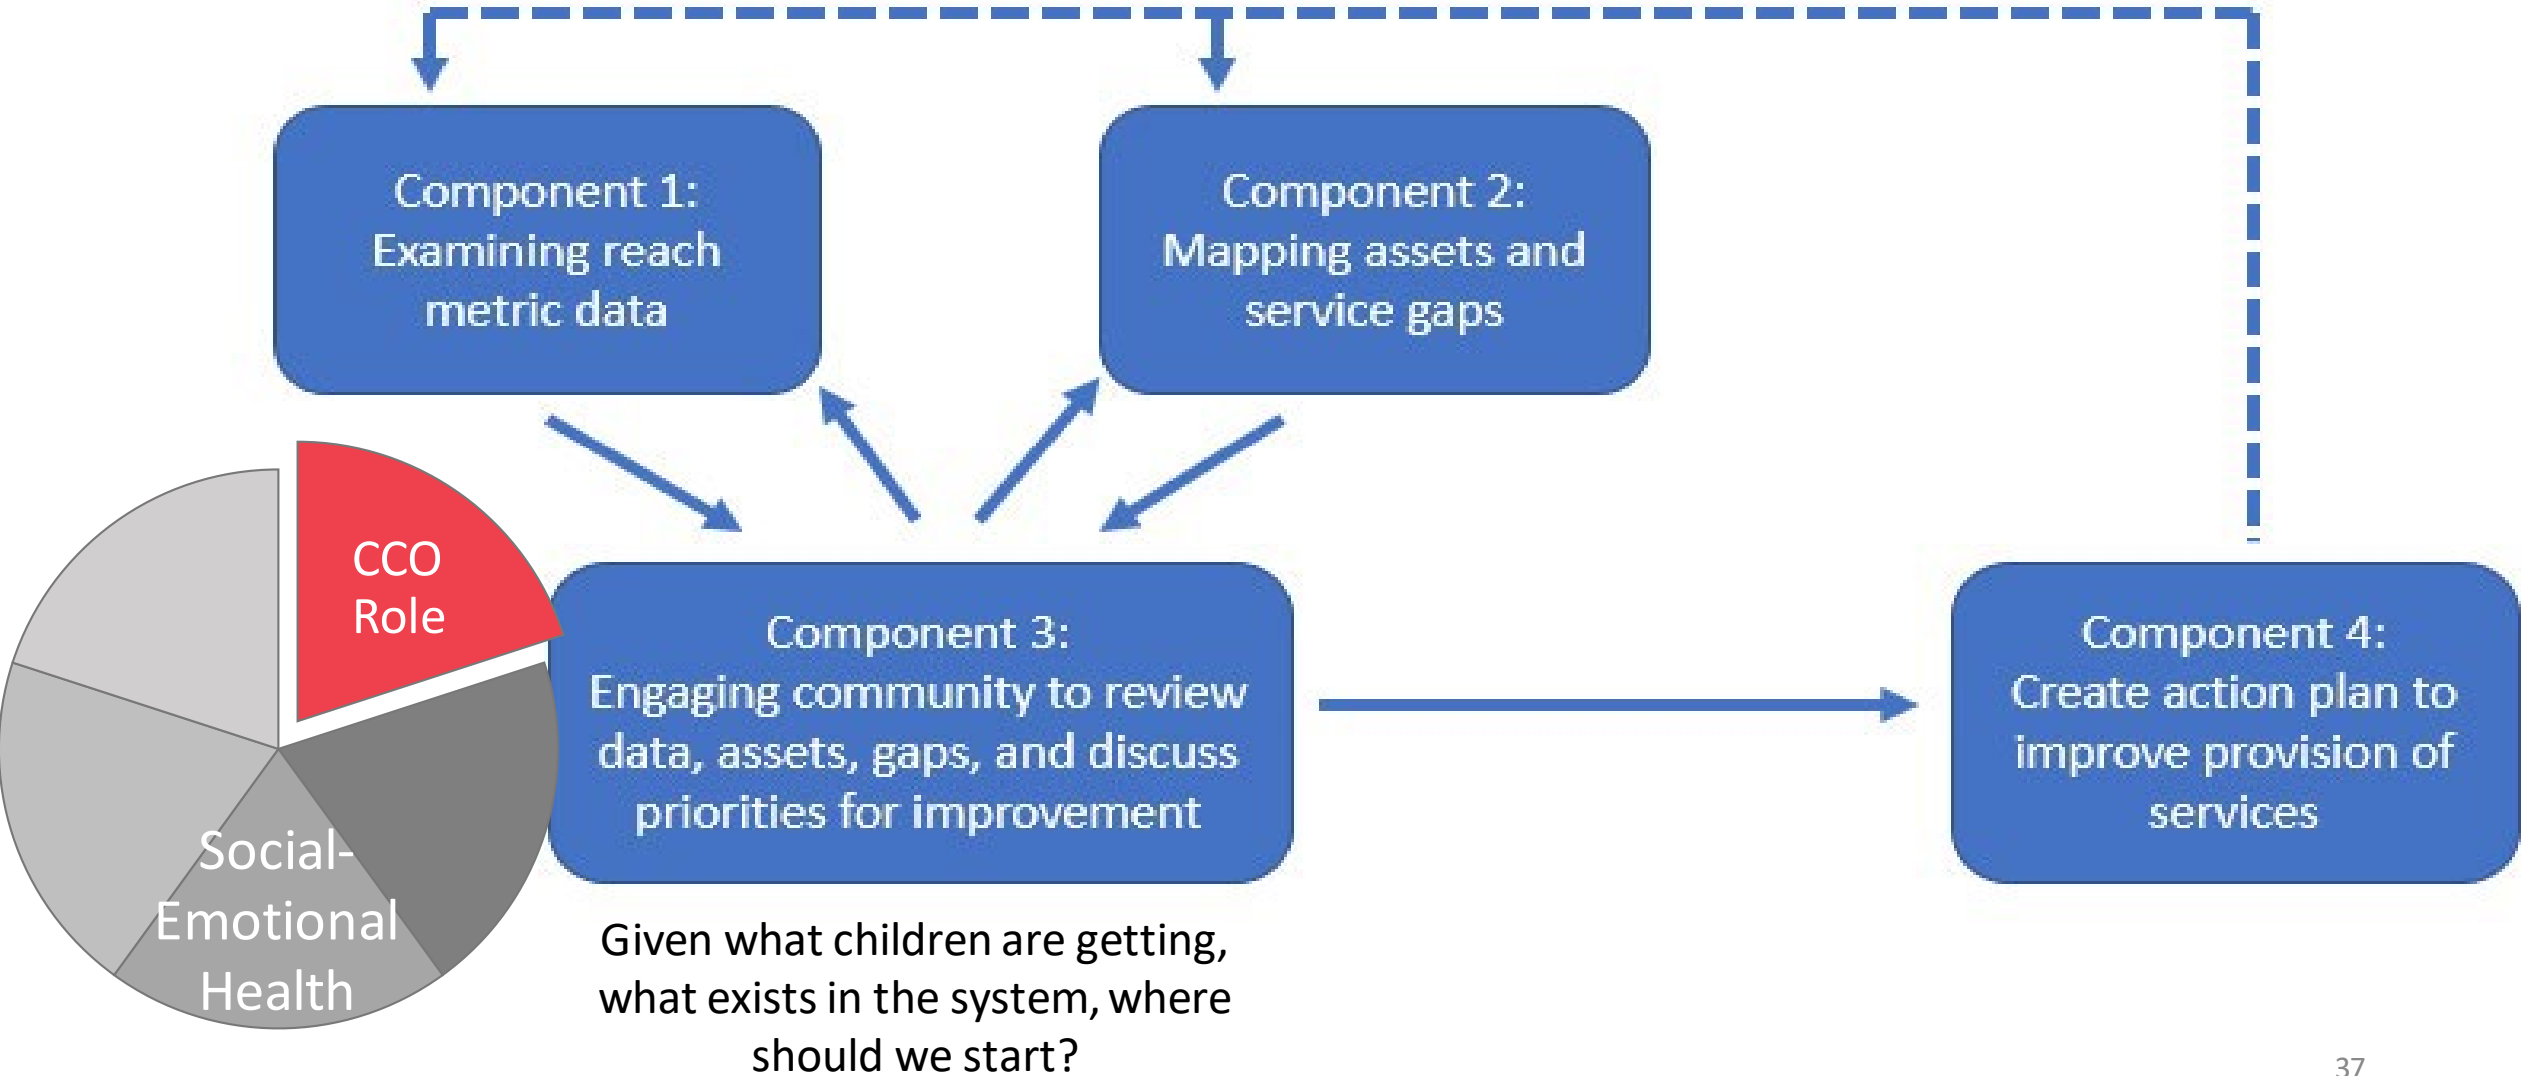 Component 1:
Examining reach
metric data
Component 2:
Mapping assets and
service gaps
CCO
Role
Social-
Emotional
Health
Component 3:
Engaging community to review
data, assets, gaps, and discuss
priorities for improvement
Component 4:
Create action plan to
improve provision of
services
Given what children are getting,
what exists in the system, where
should we start?
37